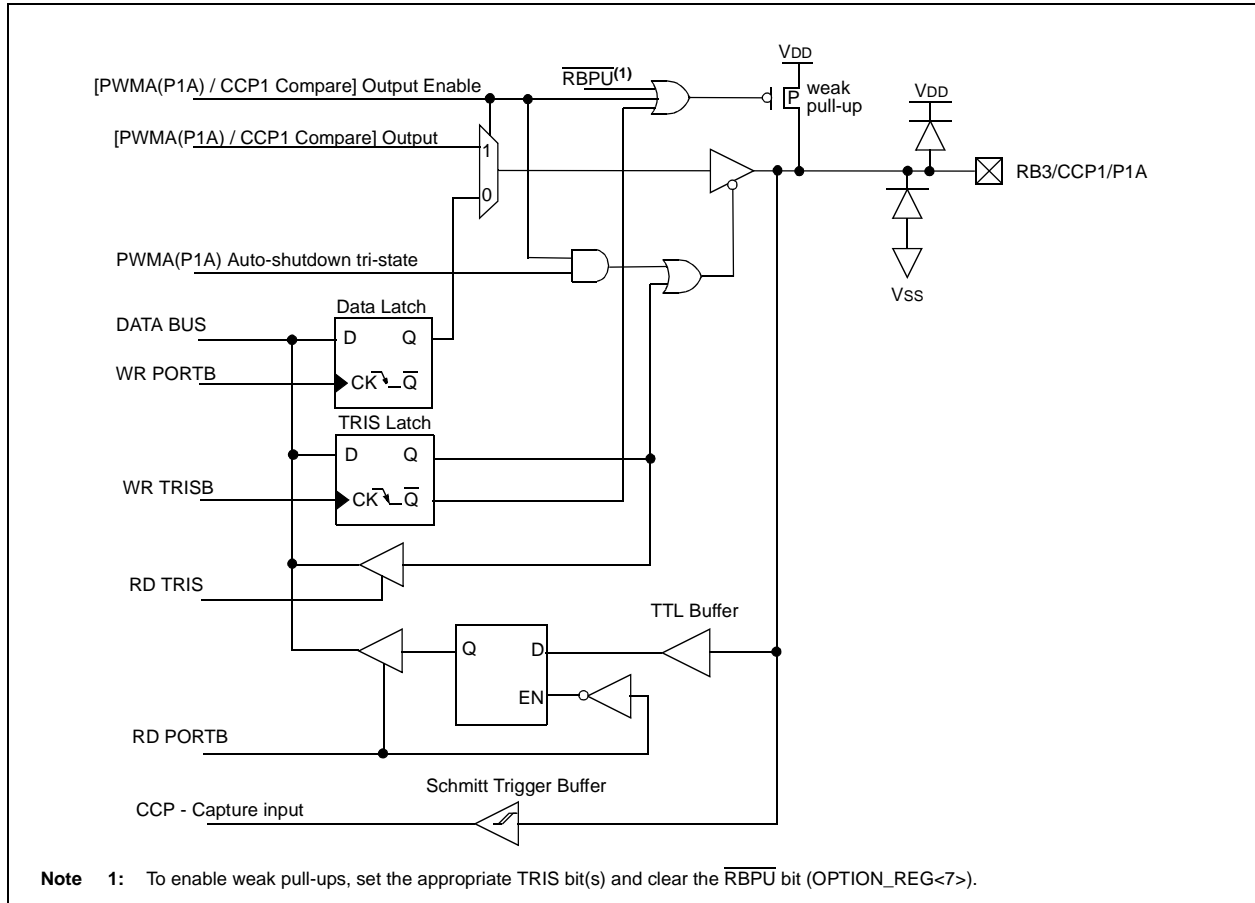 VDD
RBPU(1)
[PWMA(P1A) / CCP1 Compare] Output Enable
weak
pull-up
P
VDD
[PWMA(P1A) / CCP1 Compare] Output
1
RB3/CCP1/P1A
0
PWMA(P1A) Auto-shutdown tri-state
VSS
Data Latch
DATA BUS
D Q
WR PORTB
CK Q
TRIS Latch
D Q
WR TRISB
CK Q
RD TRIS
TTL Buffer
Q D
EN
RD PORTB
Schmitt Trigger Buffer
CCP - Capture input
Note 1: To enable weak pull-ups, set the appropriate TRIS bit(s) and clear the RBPU bit (OPTION_REG<7>).